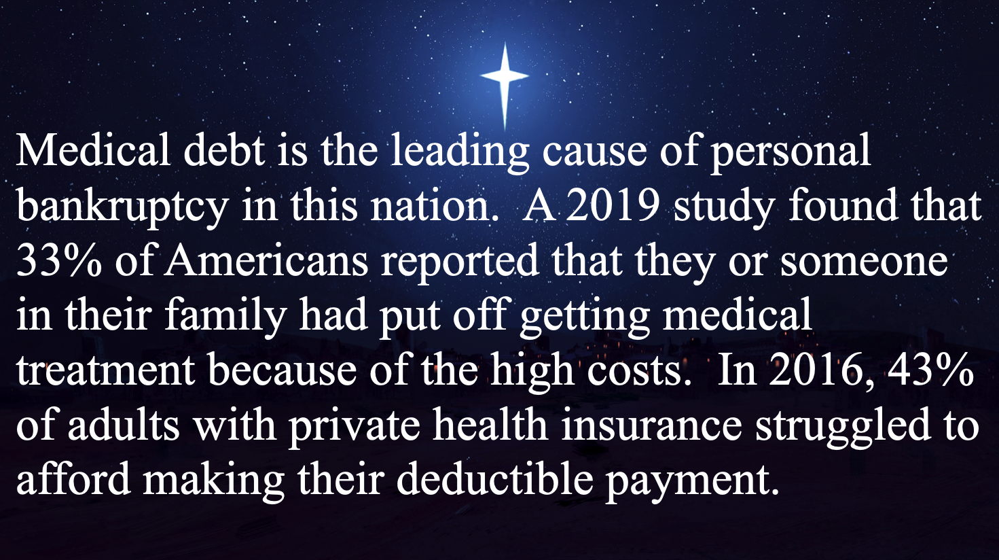 Medical debt is the leading cause of personal
bankruptcy in this nation.  A 2019 study found that
33% of Americans reported that they or someone
in their family had put off getting medical
treatment because of the high costs.  In 2016, 43%
of adults with private health insurance struggled to
afford making their deductible payment.